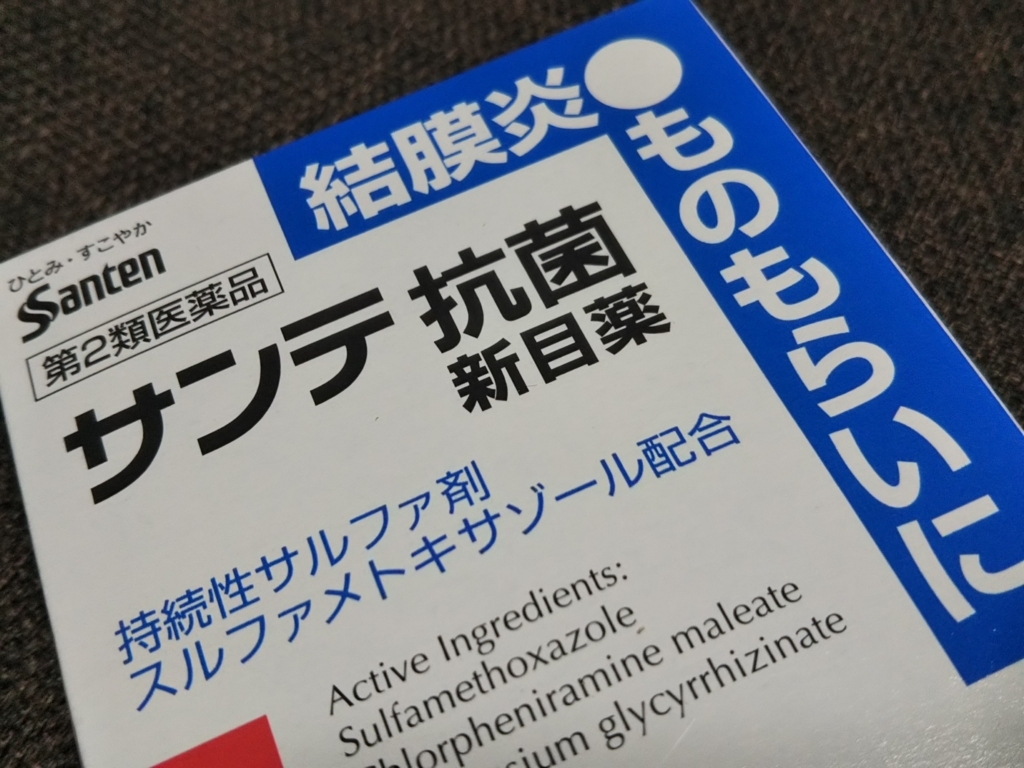 結膜炎●ものもらいに
ひとみ・すこやか
Santen
第2類医薬品
サンテ 抗菌
新目薬
持続性サルファ剤
スルファメトキサゾール配合
Active Ingredients:
Sulfamethoxazole
Chlorpheniramine maleate
glycyrrhizinate